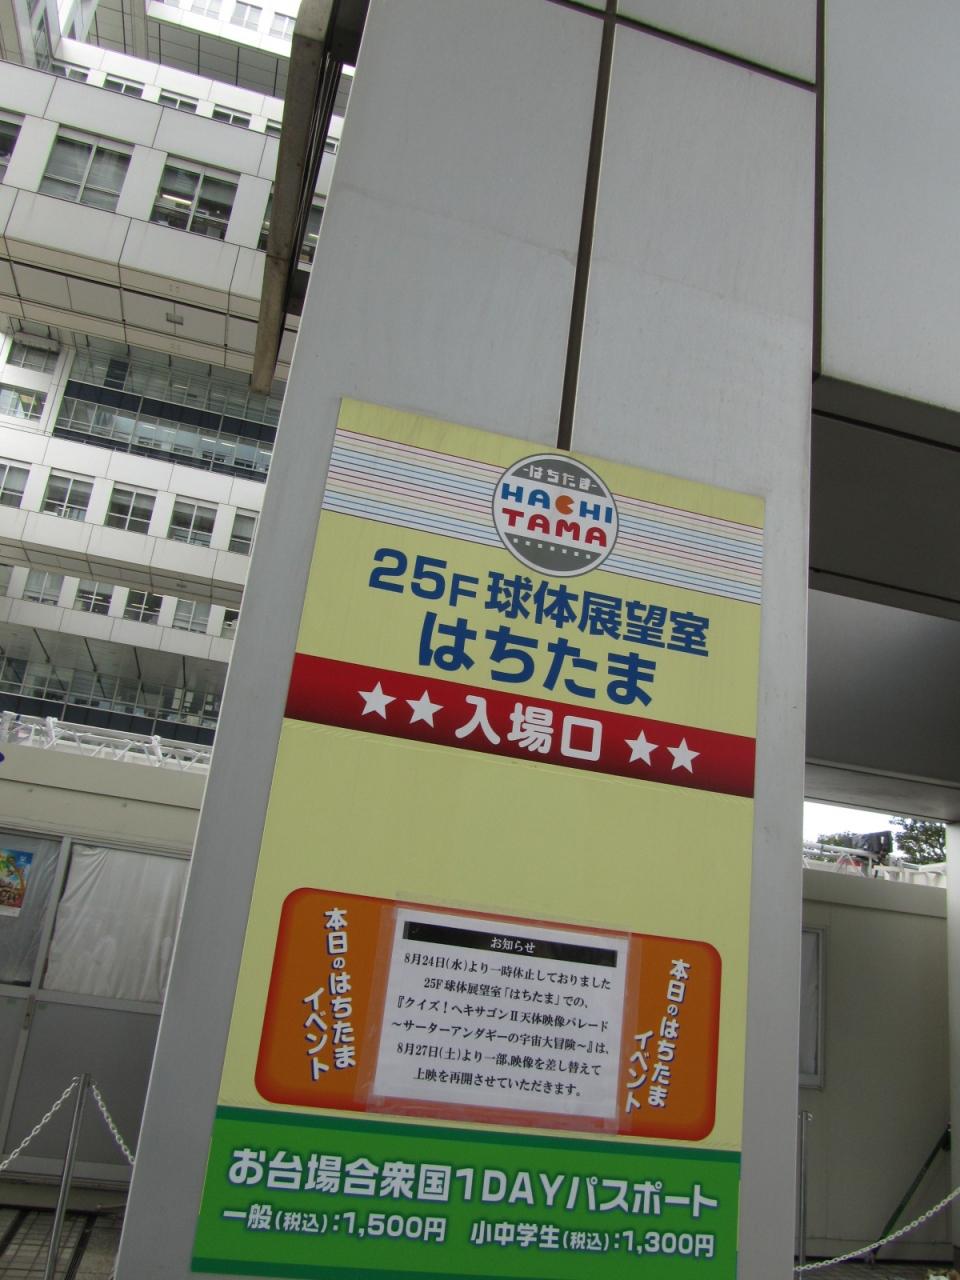 -はちたま-
HACHI
TAMA
25F 球体展望室
はちたま
★★入場口★★
本日のはちたま
イベント
お知らせ
8月24日(水)より一時休止しておりました
25F球体展望室「はちたま」での、
『クイズ!ヘキサゴンⅡ天体映像パレード
～サーターアンダギーの宇宙大冒険～』は、
8月27日(土)より一部、映像を差し替えて
上映を再開させていただきます。
本日のはちたま
イベント
お台場合衆国1DAYパスポート
一般(税込):1,500円 小中学生(税込):1,300円